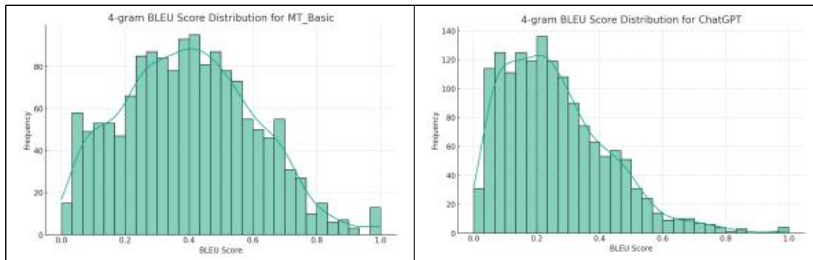 4-gram BLEU Score Distribution for MT_Basic
80
60
40
20
0
Frequency
0.0 0.2 0.4 0.6 0.8 1.0
BLEU Score
4-gram BLEU Score Distribution for ChatGPT
140
120
100
80
60
40
20
0
Frequency
0.0 0.2 0.4 0.6 0.8 1.0
BLEU Score